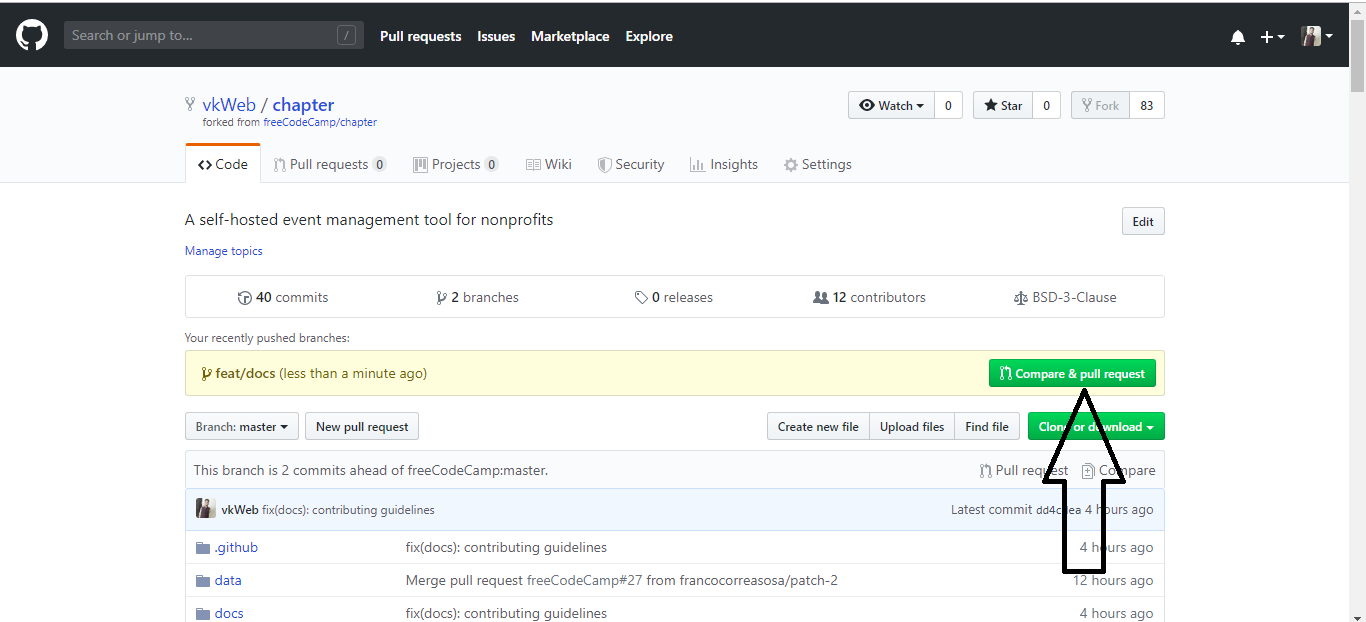 Search or jump to... /
Pull requests Issues Marketplace Explore
vkWeb / chapter
forked from freeCodeCamp/chapter
Watch 0 Star 0 Fork 83
Code Pull requests 0 Projects 0 Wiki Security Insights Settings
A self-hosted event management tool for nonprofits
Edit
Manage topics
40 commits 2 branches 0 releases 12 contributors BSD-3-Clause
Your recently pushed branches:
feat/docs (less than a minute ago) Compare & pull request
Branch: master New pull request Create new file Upload files Find file Clone or download
This branch is 2 commits ahead of freeCodeCamp:master. Pull request Compare
vkWeb fix(docs): contributing guidelines Latest commit 4 hours ago
.github fix(docs): contributing guidelines 4 hours ago
data Merge pull request freeCodeCamp#27 from francocorreasosa/patch-2 12 hours ago
docs fix(docs): contributing guidelines 4 hours ago